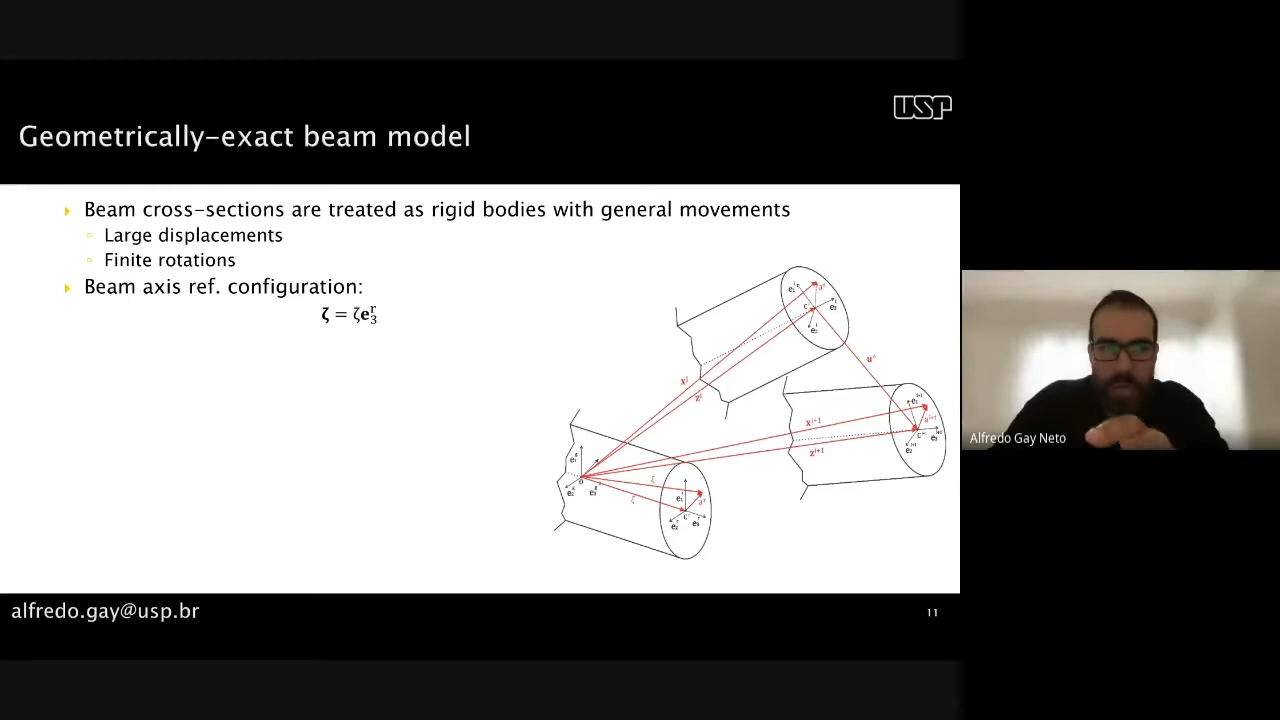 USP
Geometrically-exact beam model
Beam cross-sections are treated as rigid bodies with general movements
Large displacements
Finite rotations
Beam axis ref. configuration:
ζ = ζe₃ʳ
Alfredo Gay Neto
alfredo.gay@usp.br
11